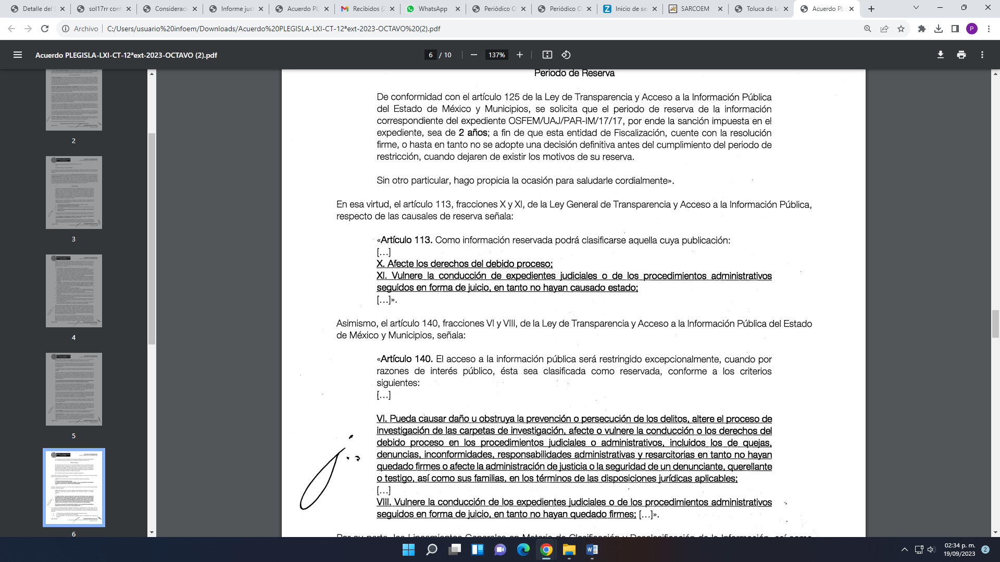 Detalle del S
sol17rr cont
Consideraci
Informe just
Acuerdo PL
Recibidos (2
WhatsApp
Periódico O
Periódico O
Inicio de se
SARCOEM
Toluca de L
Acuerdo PL
Archivo
C:/Users/usuario%20infoem/Downloads/Acuerdo%20PLEGISLA-LXI-CT-12ªext-2023-OCTAVO%20(2).pdf
P
Acuerdo PLEGISLA-LXI-CT-12ªext-2023-OCTAVO (2).pdf
6 / 10
137%
2
3
4
5
6
Periodo de Reserva
De conformidad con el artículo 125 de la Ley de Transparencia y Acceso a la Información Pública
del Estado de México y Municipios, se solicita que el periodo de reserva de la información
correspondiente del expediente OSFEM/UAJ/PAR-IM/17/17, por ende la sanción impuesta en el
expediente, sea de 2 años; a fin de que esta entidad de Fiscalización, cuente con la resolución
firme, o hasta en tanto no se adopte una decisión definitiva antes del cumplimiento del periodo de
restricción, cuando dejaren de existir los motivos de su reserva.
Sin otro particular, hago propicia la ocasión para saludarle cordialmente».
En esa virtud, el artículo 113, fracciones X y XI, de la Ley General de Transparencia y Acceso a la Información Pública,
respecto de las causales de reserva señala:
«Artículo 113. Como información reservada podrá clasificarse aquella cuya publicación:
[...]
X. Afecte los derechos del debido proceso;
XI. Vulnere la conducción de expedientes judiciales o de los procedimientos administrativos
seguidos en forma de juicio, en tanto no hayan causado estado;
[...]».
Asimismo, el artículo 140, fracciones VI y VIII, de la Ley de Transparencia y Acceso a la Información Pública del Estado
de México y Municipios, señala:
«Artículo 140. El acceso a la información pública será restringido excepcionalmente, cuando por
razones de interés público, ésta sea clasificada como reservada, conforme a los criterios
siguientes:
[...]
VI. Pueda causar daño u obstruya la prevención o persecución de los delitos, altere el proceso de
investigación de las carpetas de investigación, afecte o vulnere la conducción o los derechos del
debido proceso en los procedimientos judiciales o administrativos, incluidos los de quejas,
denuncias, inconformidades, responsabilidades administrativas y resarcitorias en tanto no hayan
quedado firmes o afecte la administración de justicia o la seguridad de un denunciante, querellante
o testigo, así como sus familias, en los términos de las disposiciones jurídicas aplicables;
[...]
VIII. Vulnere la conducción de los expedientes judiciales o de los procedimientos administrativos
seguidos en forma de juicio, en tanto no hayan quedado firmes; [...]».
Por su parte, los Lineamientos Generales en Materia de Clasificación y Desclasificación de la Información, así como
02:34 p. m.
19/09/2023
2